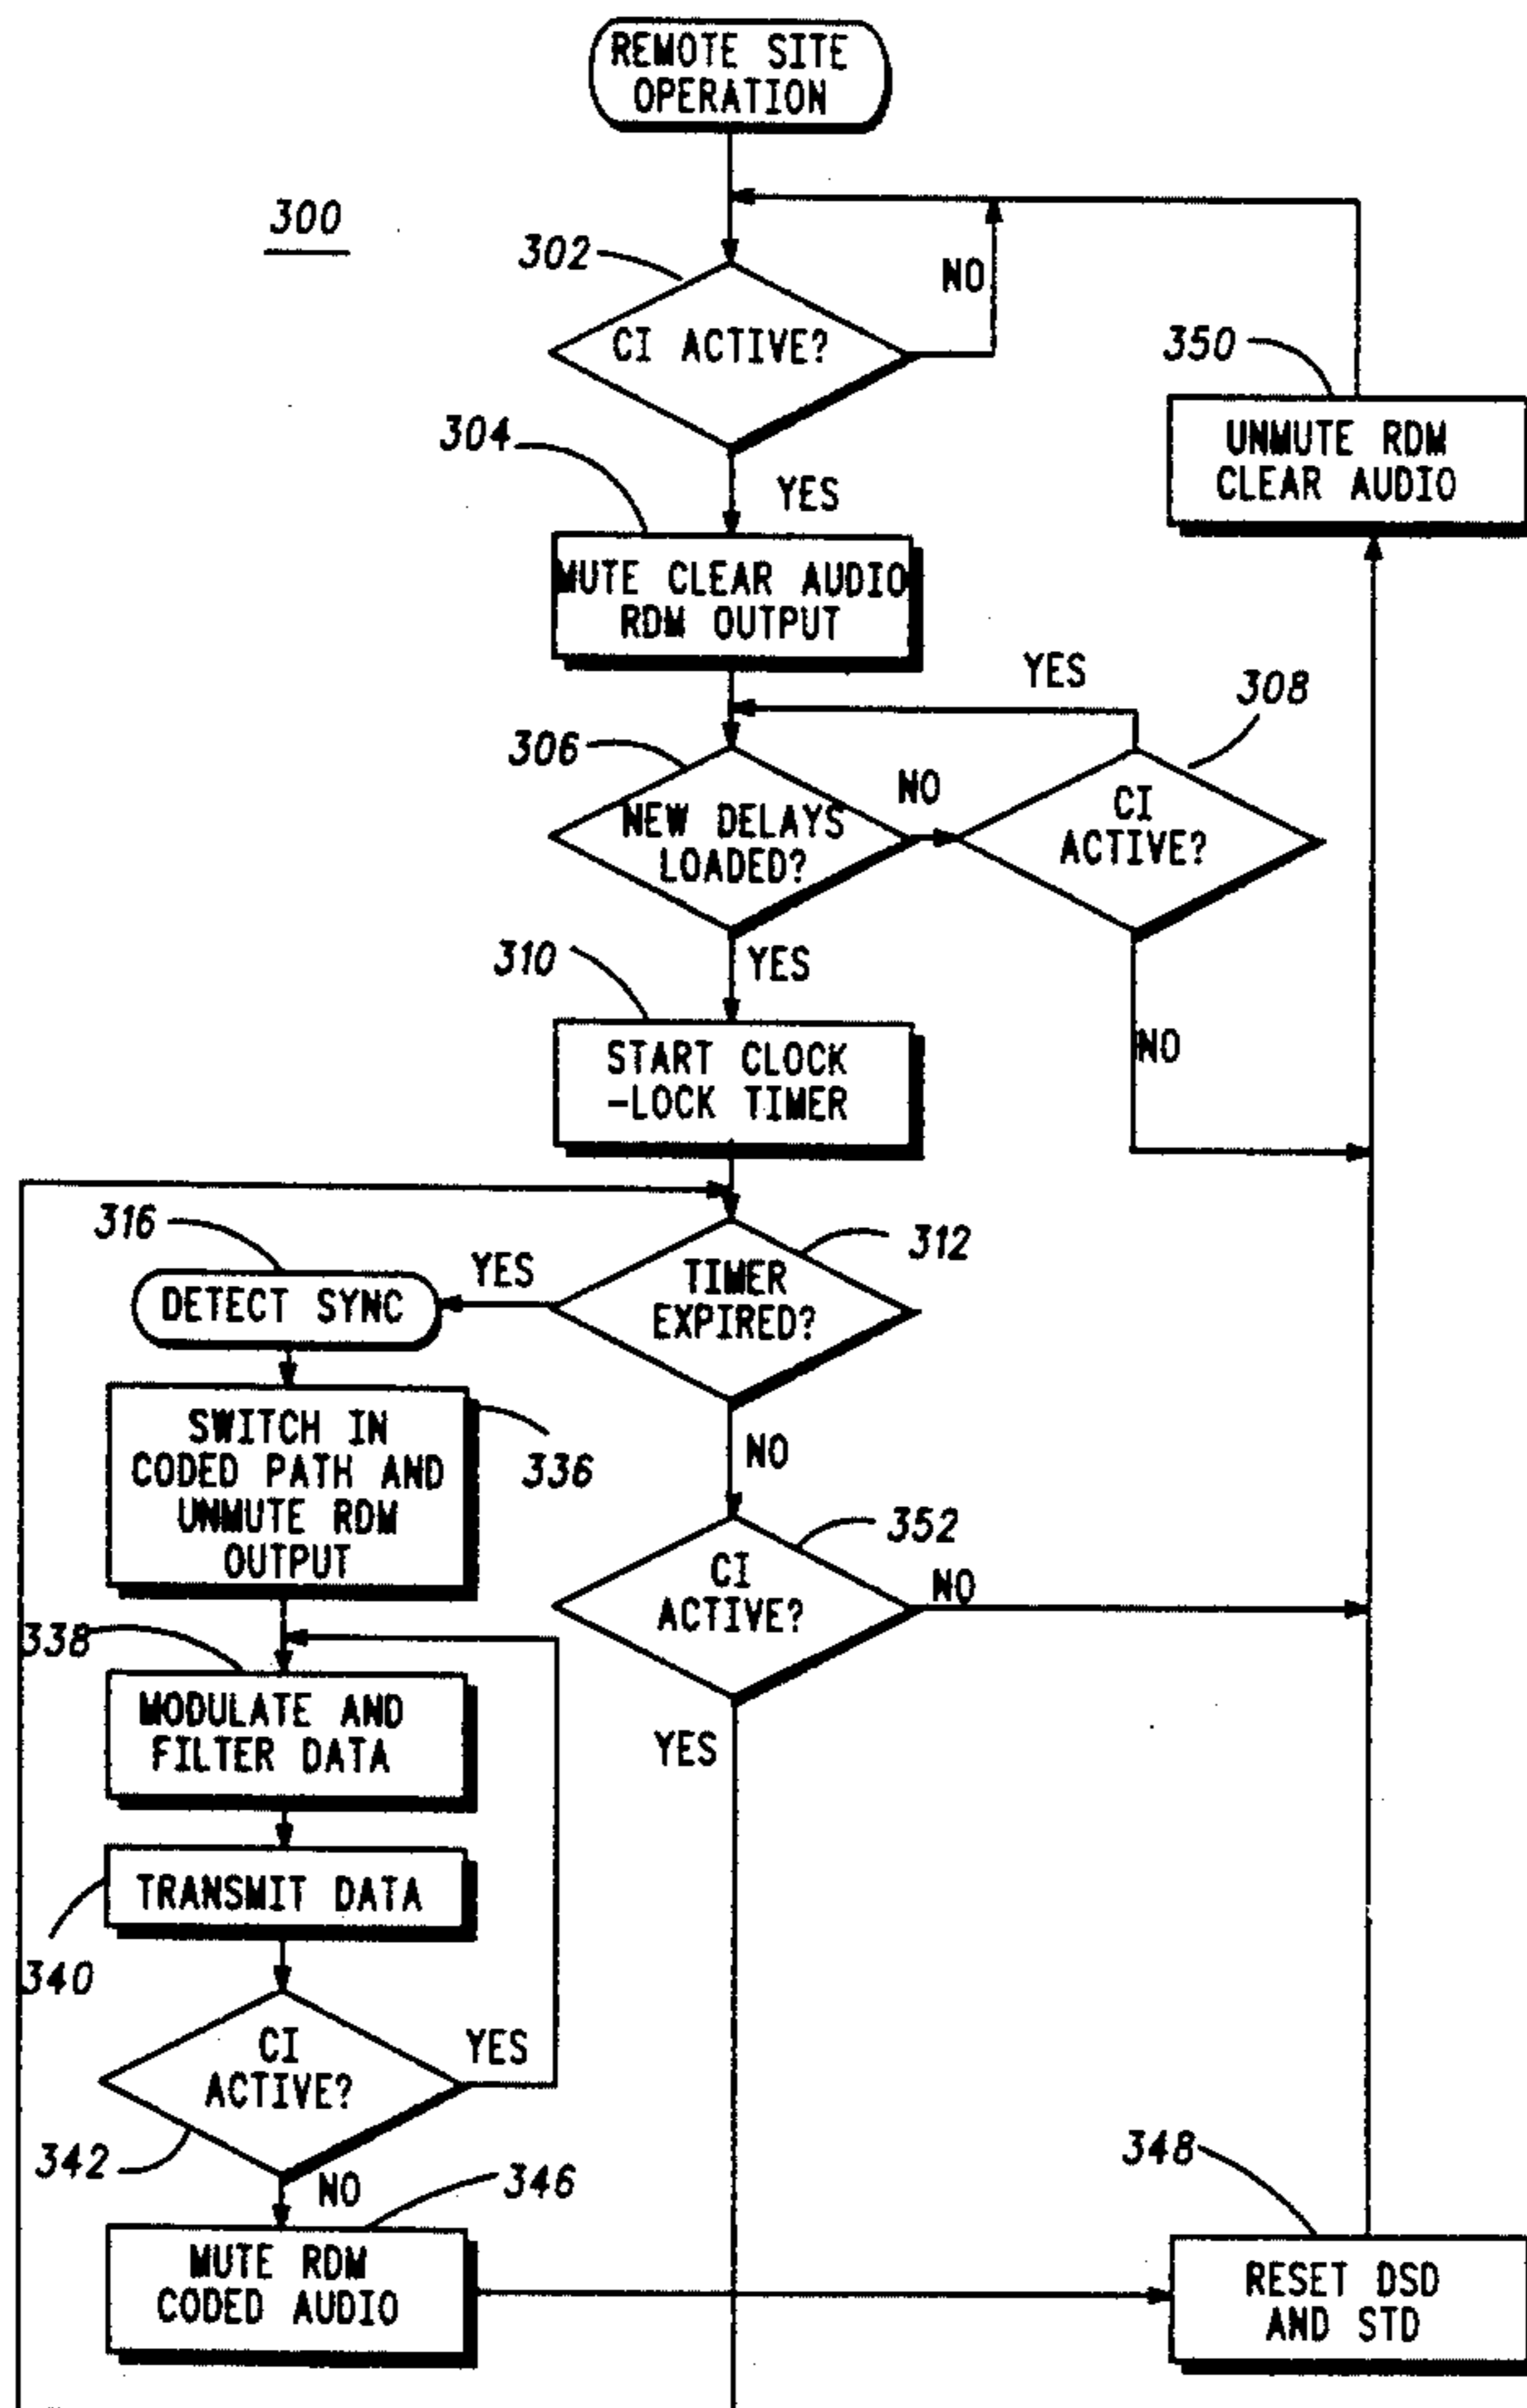 REMOTE SITE
OPERATION
300
302
CI ACTIVE?
NO
YES
350
UNMUTE RDM
CLEAR AUDIO
304
MUTE CLEAR AUDIO
RDM OUTPUT
YES
306
NEW DELAYS
LOADED?
NO
308
CI
ACTIVE?
YES
NO
310
START CLOCK
-LOCK TIMER
316
DETECT SYNC
YES
312
TIMER
EXPIRED?
NO
SWITCH IN
CODED PATH AND
UNMUTE RDM
OUTPUT
336
352
CI
ACTIVE?
NO
YES
338
MODULATE AND
FILTER DATA
TRANSMIT DATA
340
CI
ACTIVE?
YES
342
NO
346
MUTE RDM
CODED AUDIO
348
RESET DSD
AND STD